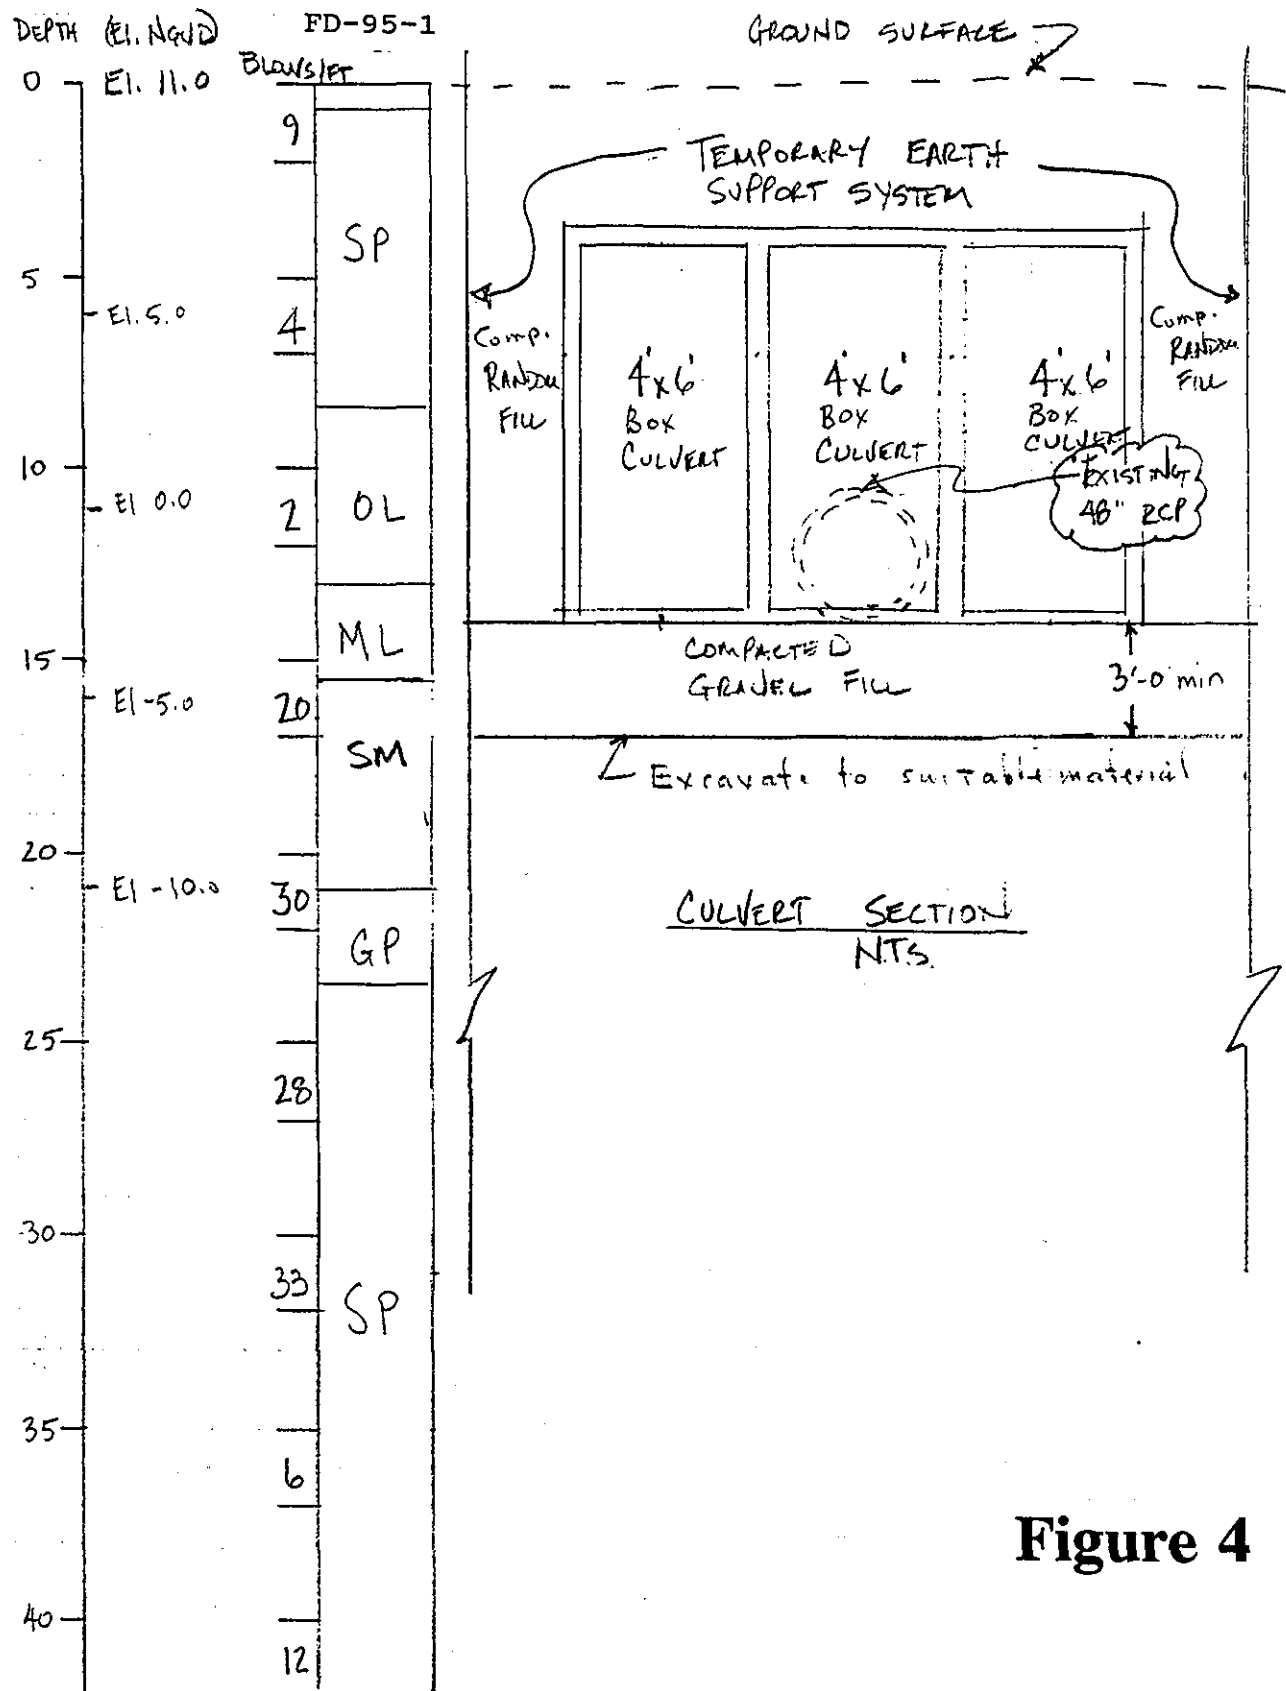 DEPTH (El. NGVD) FD-95-1
BLOWS/FT
GROUND SURFACE
0 El. 11.0
9
TEMPORARY EARTH
SUPPORT SYSTEM
SP
5
El. 5.0
4
Comp.
RANDOM
FILL
4'x6'
BOX
CULVERT
4'x6'
BOX
CULVERT
4'x6'
BOX
CULVERT
Comp.
RANDOM
FILL
EXISTING
48" RCP
10
El 0.0
2
OL
ML
15
COMPACTED
GRAVEL FILL
3'-0" min
El -5.0
20
SM
Excavate to suitable material
20
El -10.0
30
GP
CULVERT SECTION
N.T.S.
25
28
30
33
SP
35
6
Figure 4
40
12